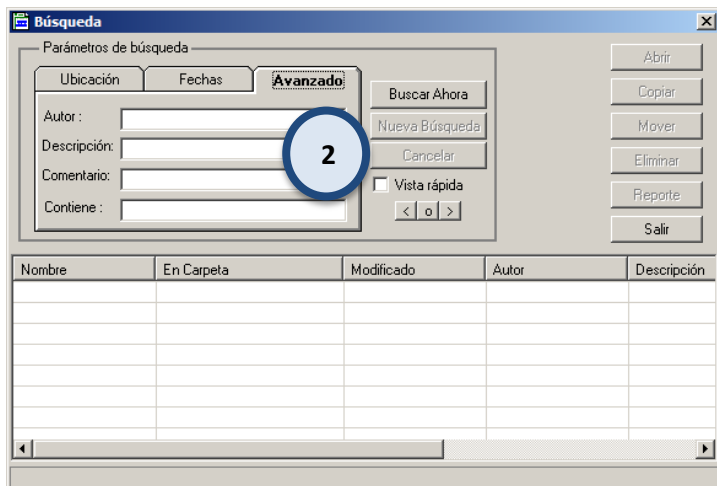 Búsqueda
Parámetros de búsqueda
Ubicación Fechas Avanzado
Autor :
Descripción:
Comentario:
Contiene :
2
Buscar Ahora
Nueva Búsqueda
Cancelar
Vista rápida
< o >
Abrir
Copiar
Mover
Eliminar
Reporte
Salir
Nombre En Carpeta Modificado Autor Descripción